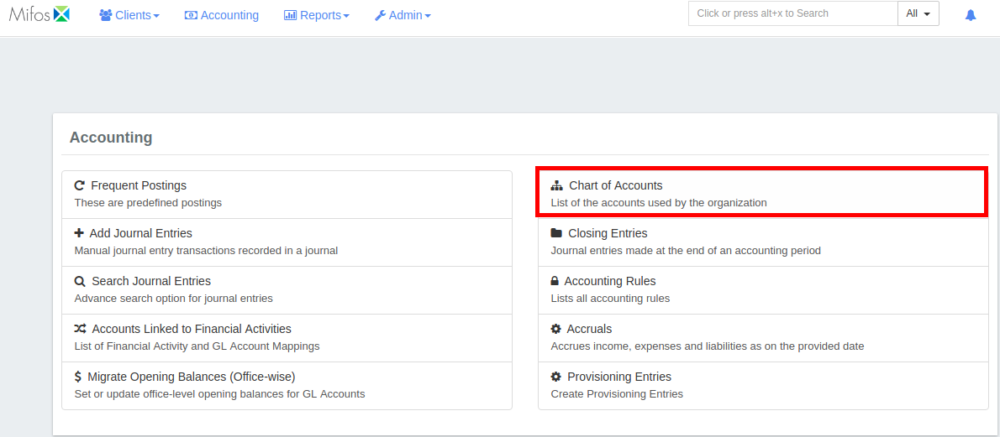 Mifos Clients Accounting Reports Admin Click or press alt+x to Search All
Accounting
Frequent Postings
These are predefined postings
Add Journal Entries
Manual journal entry transactions recorded in a journal
Search Journal Entries
Advance search option for journal entries
Accounts Linked to Financial Activities
List of Financial Activity and GL Account Mappings
Migrate Opening Balances (Office-wise)
Set or update office-level opening balances for GL Accounts
Chart of Accounts
List of the accounts used by the organization
Closing Entries
Journal entries made at the end of an accounting period
Accounting Rules
Lists all accounting rules
Accruals
Accrues income, expenses and liabilities as on the provided date
Provisioning Entries
Create Provisioning Entries